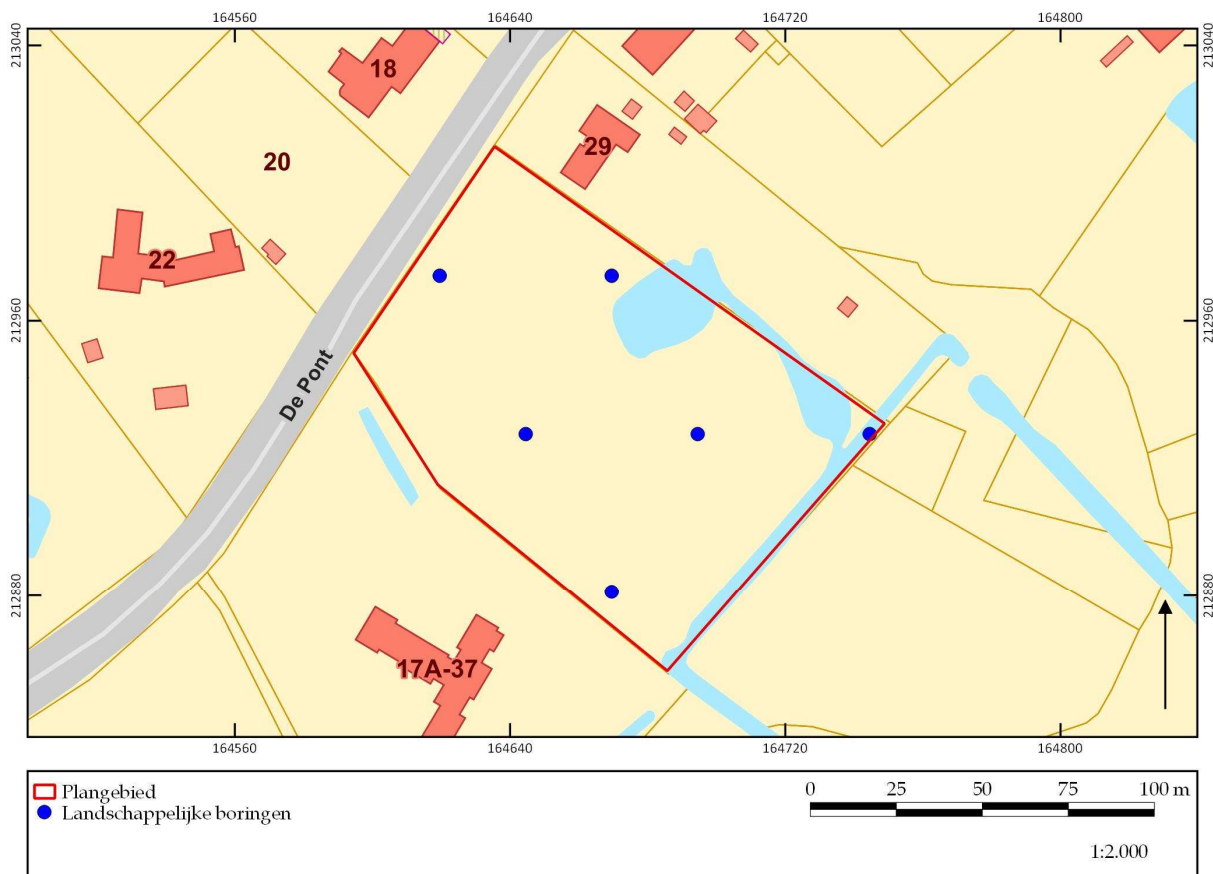 164560 164640 164720 164800
213040 213040
18
29
20
22
212960 212960
De Pont
212880 212880
17A-37
164560 164640 164720 164800
Plangebied
Landschappelijke boringen
0 25 50 75 100 m
1:2.000